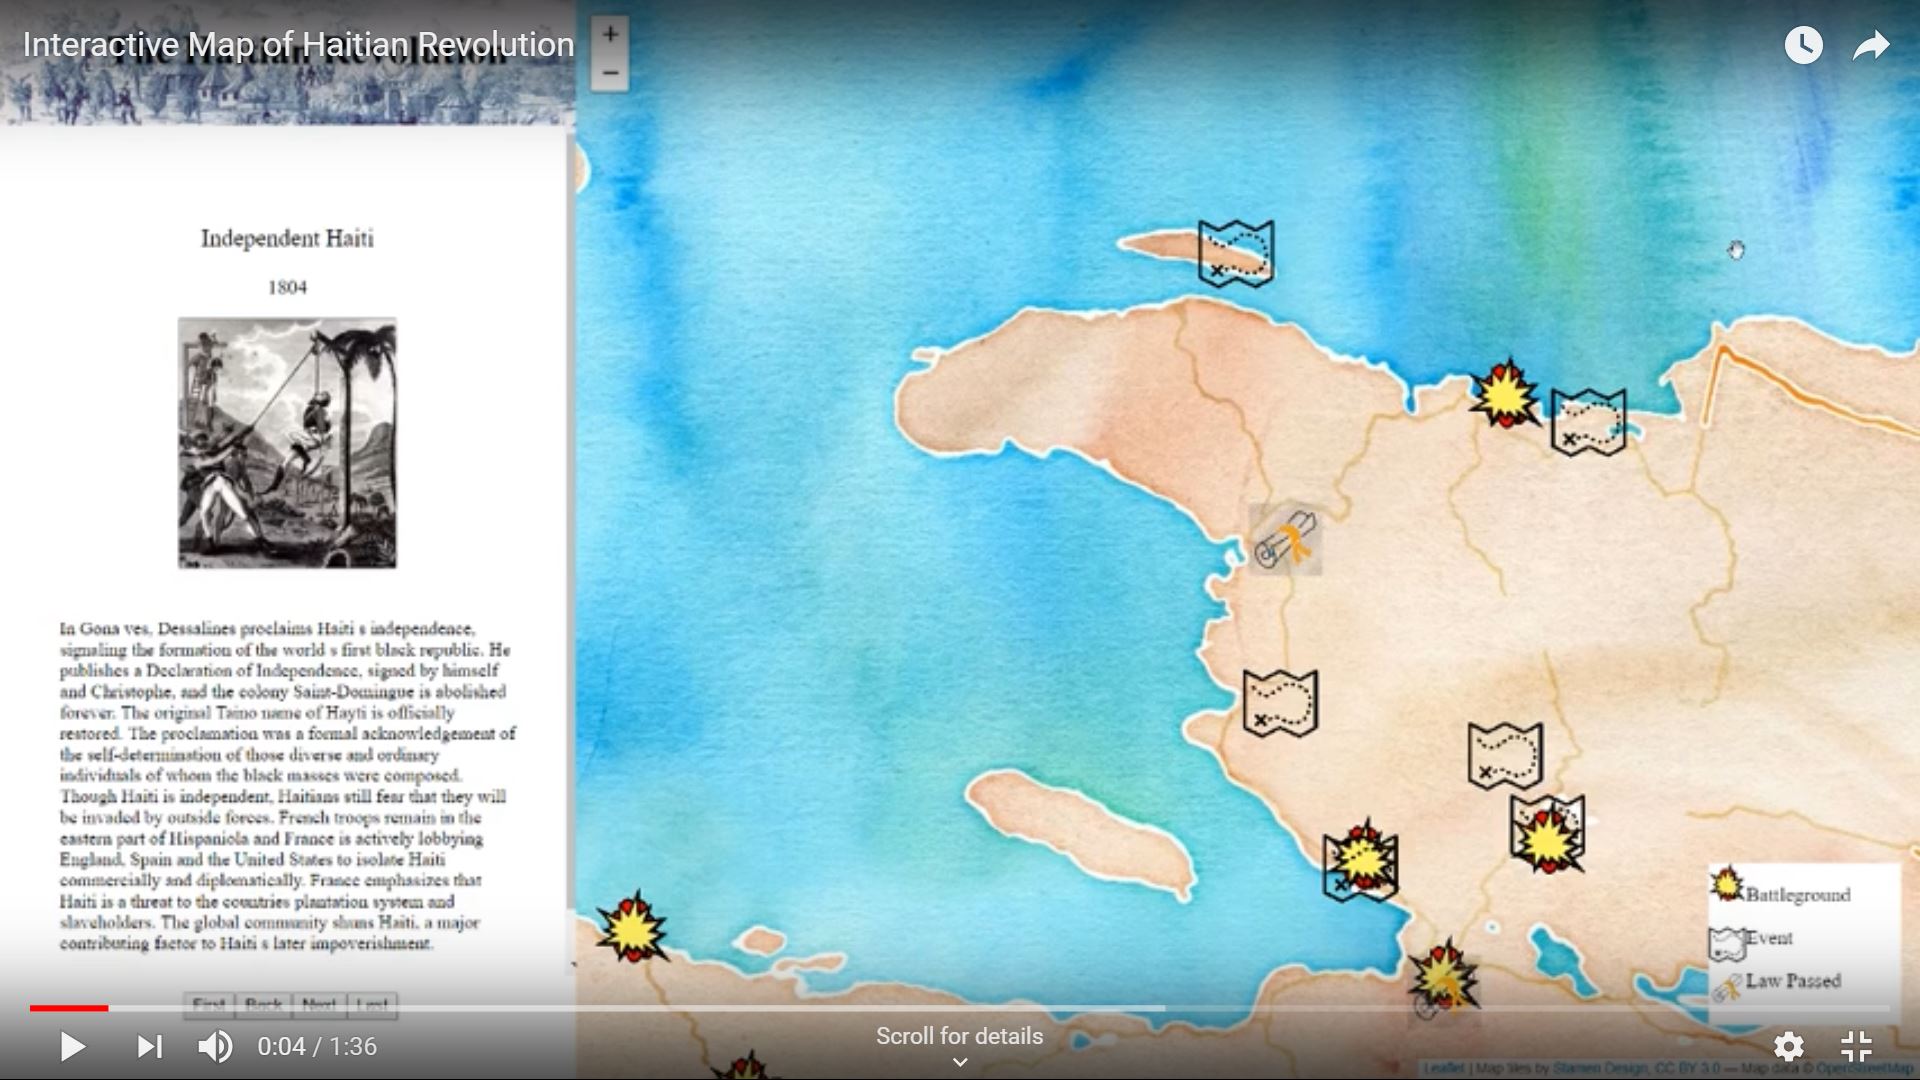 Interactive Map of Haitian Revolution
The Haitian Revolution
+
−
Independent Haiti
1804
In Gona ves, Dessalines proclaims Haiti s independence,
signaling the formation of the world s first black republic. He
publishes a Declaration of Independence, signed by himself
and Christophe, and the colony Saint-Domingue is abolished
forever. The original Taino name of Hayti is officially
restored. The proclamation was a formal acknowledgement of
the self-determination of those diverse and ordinary
individuals of whom the black masses were composed.
Though Haiti is independent, Haitians still fear that they will
be invaded by outside forces. French troops remain in the
eastern part of Hispaniola and France is actively lobbying
England, Spain and the United States to isolate Haiti
commercially and diplomatically. France emphasizes that
Haiti is a threat to the countries plantation system and
slaveholders. The global community shuns Haiti, a major
contributing factor to Haiti s later impoverishment.
First Back Next Last
Battleground
Event
Law Passed
0:04 / 1:36
Scroll for details
Leaflet | Map tiles by Stamen Design, CC BY 3.0 — Map data © OpenStreetMap